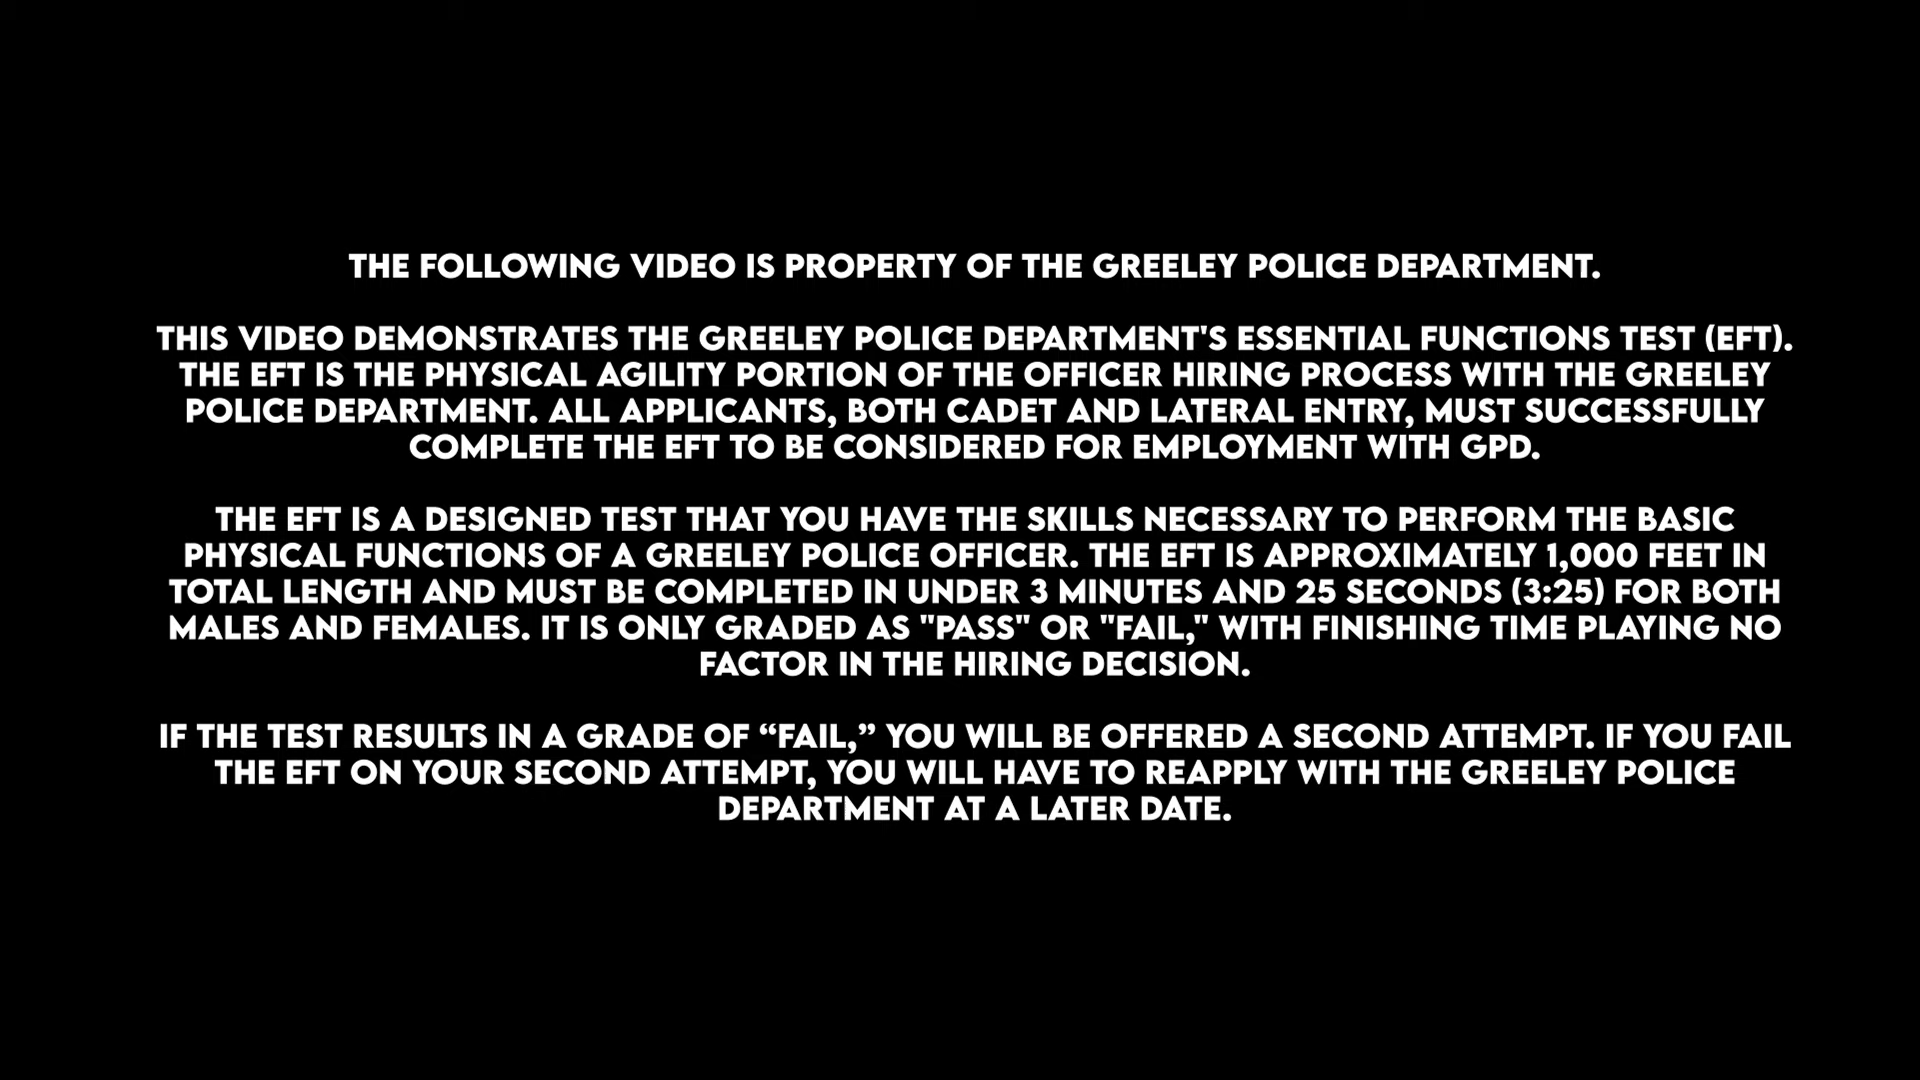 THE FOLLOWING VIDEO IS PROPERTY OF THE GREELEY POLICE DEPARTMENT.
THIS VIDEO DEMONSTRATES THE GREELEY POLICE DEPARTMENT'S ESSENTIAL FUNCTIONS TEST (EFT).
THE EFT IS THE PHYSICAL AGILITY PORTION OF THE OFFICER HIRING PROCESS WITH THE GREELEY
POLICE DEPARTMENT. ALL APPLICANTS, BOTH CADET AND LATERAL ENTRY, MUST SUCCESSFULLY
COMPLETE THE EFT TO BE CONSIDERED FOR EMPLOYMENT WITH GPD.
THE EFT IS A DESIGNED TEST THAT YOU HAVE THE SKILLS NECESSARY TO PERFORM THE BASIC
PHYSICAL FUNCTIONS OF A GREELEY POLICE OFFICER. THE EFT IS APPROXIMATELY 1,000 FEET IN
TOTAL LENGTH AND MUST BE COMPLETED IN UNDER 3 MINUTES AND 25 SECONDS (3:25) FOR BOTH
MALES AND FEMALES. IT IS ONLY GRADED AS "PASS" OR "FAIL," WITH FINISHING TIME PLAYING NO
FACTOR IN THE HIRING DECISION.
IF THE TEST RESULTS IN A GRADE OF “FAIL,” YOU WILL BE OFFERED A SECOND ATTEMPT. IF YOU FAIL
THE EFT ON YOUR SECOND ATTEMPT, YOU WILL HAVE TO REAPPLY WITH THE GREELEY POLICE
DEPARTMENT AT A LATER DATE.